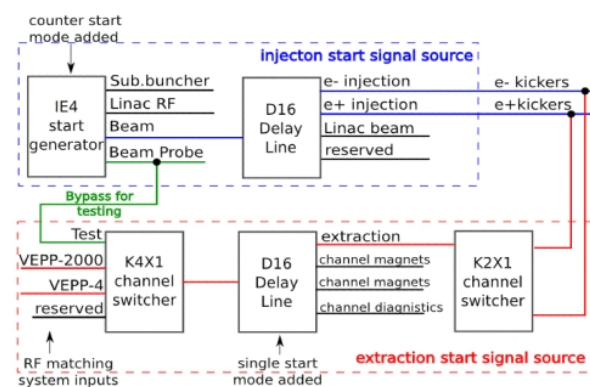 counter start
mode added
injecton start signal source
IE4
start
generator
Sub.buncher
Linac RF
Beam
Beam Probe
D16
Delay
Line
e- injection
e+ injection
Linac beam
reserved
e- kickers
e+kickers
Bypass for
testing
Test
VEPP-2000
VEPP-4
reserved
K4X1
channel
switcher
D16
Delay
Line
extraction
channel magnets
channel magnets
channel diagnistics
K2X1
channel
switcher
RF matching
system inputs
single start
mode added
extraction start signal source